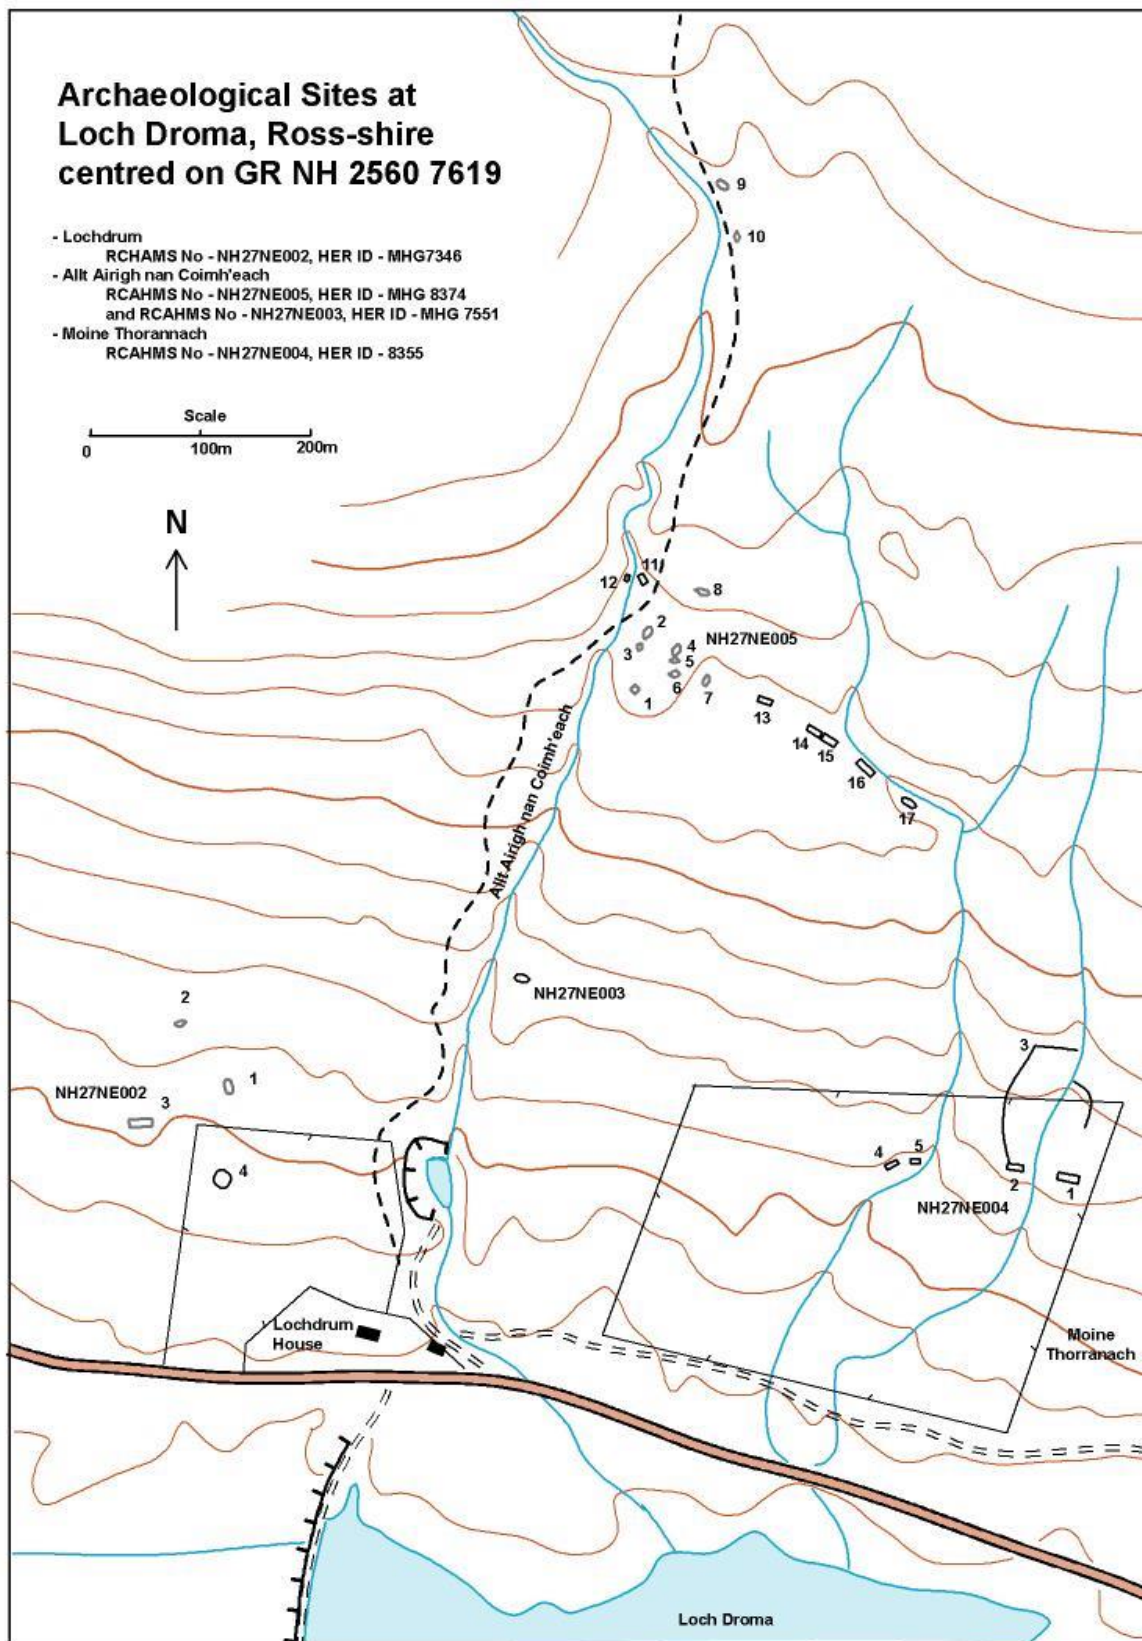 Archaeological Sites at
Loch Droma, Ross-shire
centred on GR NH 2560 7619
- Lochdrum
RCHAMS No - NH27NE002, HER ID - MHG7346
- Allt Airigh nan Coimh'each
RCAHMS No - NH27NE005, HER ID - MHG 8374
and RCAHMS No - NH27NE003, HER ID - MHG 7551
- Moine Thorannach
RCAHMS No - NH27NE004, HER ID - 8355
Scale
0 100m 200m
N
9
10
12 11
8
2
NH27NE005
3
4
5
6
7
1
13
14
15
16
17
Allt Airigh nan Coimh'each
NH27NE003
2
1
NH27NE002
3
4
3
4
5
2
1
NH27NE004
Lochdrum
House
Moine
Thorranach
Loch Droma